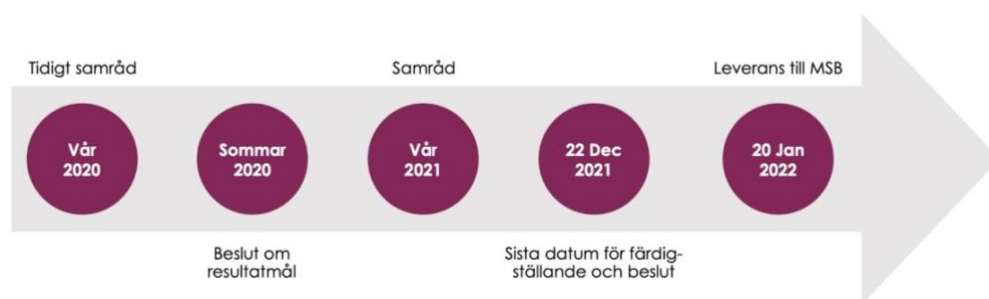 Tidigt samråd
Samråd
Leverans till MSB
Vår
2020
Sommar
2020
Vår
2021
22 Dec
2021
20 Jan
2022
Beslut om
resultatmål
Sista datum för färdig-
ställande och beslut